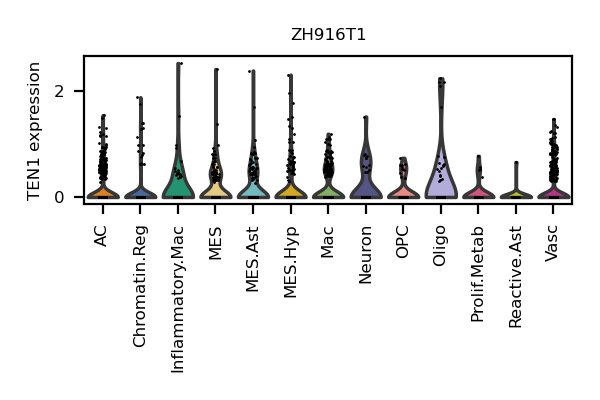 ZH916T1
TEN1 expression
2
0
AC
Chromatin.Reg
Inflammatory.Mac
MES
MES.Ast
MES.Hyp
Mac
Neuron
OPC
Oligo
Prolif.Metab
Reactive.Ast
Vasc